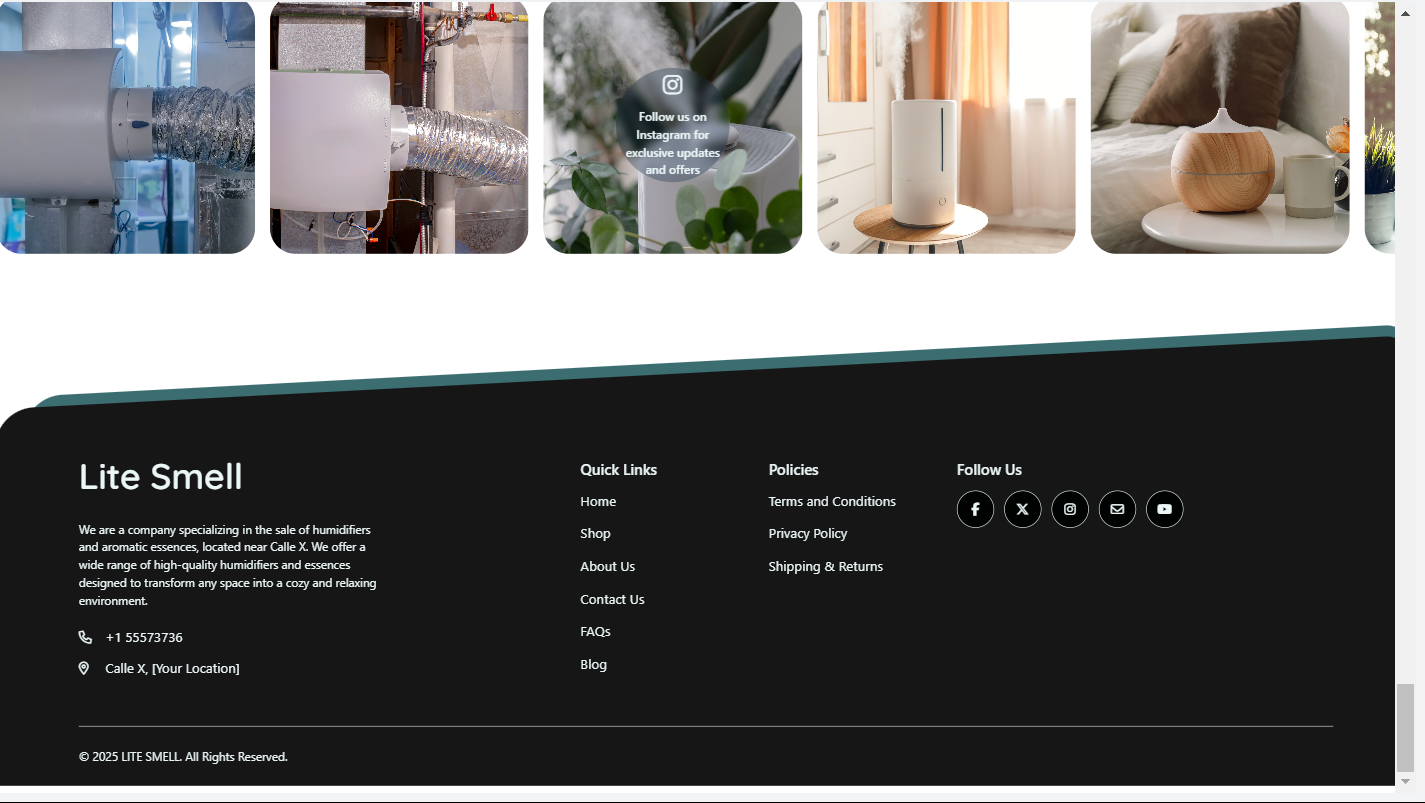 Follow us on
Instagram for
exclusive updates
and offers
Lite Smell
We are a company specializing in the sale of humidifiers
and aromatic essences, located near Calle X. We offer a
wide range of high-quality humidifiers and essences
designed to transform any space into a cozy and relaxing
environment.
+1 55573736
Calle X, [Your Location]
Quick Links
Home
Shop
About Us
Contact Us
FAQs
Blog
Policies
Terms and Conditions
Privacy Policy
Shipping & Returns
Follow Us
© 2025 LITE SMELL. All Rights Reserved.